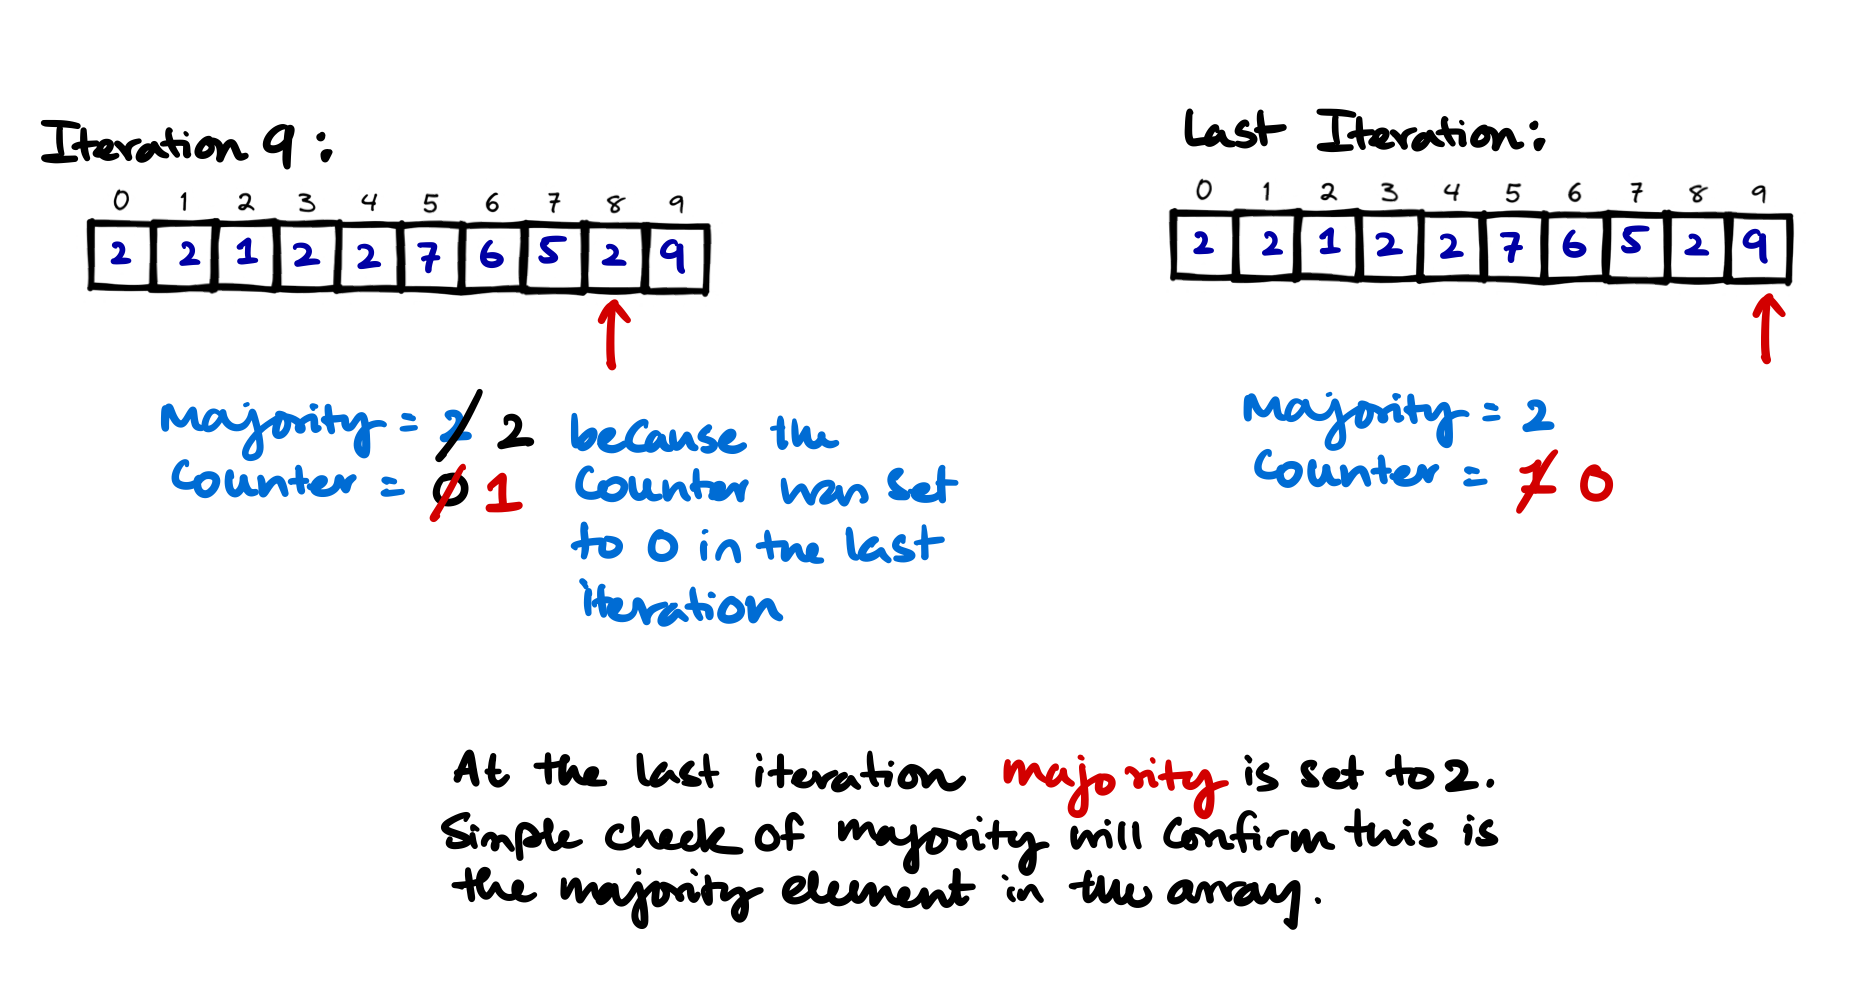 Iteration 9:
0 1 2 3 4 5 6 7 8 9
2 2 1 2 2 7 6 5 2 9
Majority = 2 2
Counter = 0 1
because the
Counter was set
to 0 in the last
iteration
Last Iteration:
0 1 2 3 4 5 6 7 8 9
2 2 1 2 2 7 6 5 2 9
Majority = 2
Counter = 1 0
At the last iteration majority is set to 2.
Simple check of majority will confirm this is
the majority element in the array.